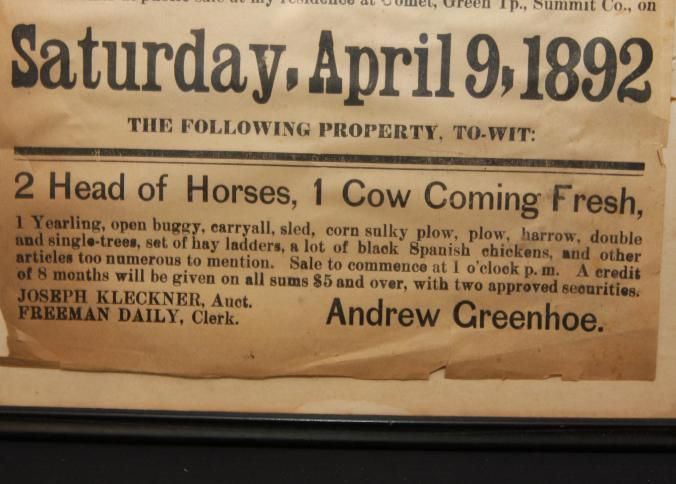 at public sale at my residence at Comet, Green Tp., Summit Co., on
Saturday, April 9, 1892
THE FOLLOWING PROPERTY, TO-WIT:
2 Head of Horses, 1 Cow Coming Fresh,
1 Yearling, open buggy, carryall, sled, corn sulky plow, plow, harrow, double
and single-trees, set of hay ladders, a lot of black Spanish chickens, and other
articles too numerous to mention. Sale to commence at 1 o'clock p. m. A credit
of 8 months will be given on all sums $5 and over, with two approved securities.
JOSEPH KLECKNER, Auct.
FREEMAN DAILY, Clerk.
Andrew Greenhoe.